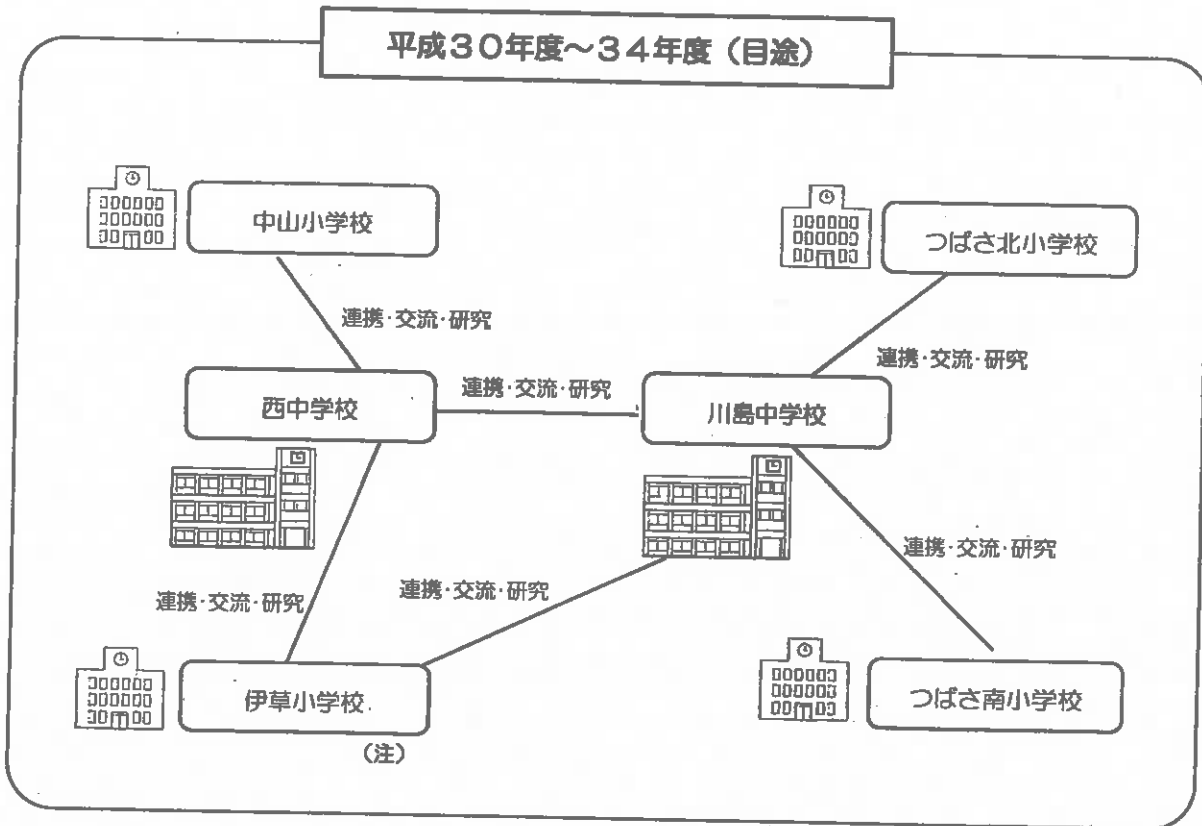 平成30年度～34年度（目途）
中山小学校
つばさ北小学校
連携・交流・研究
連携・交流・研究
連携・交流・研究
西中学校
川島中学校
連携・交流・研究
連携・交流・研究
連携・交流・研究
伊草小学校
つばさ南小学校
（注）